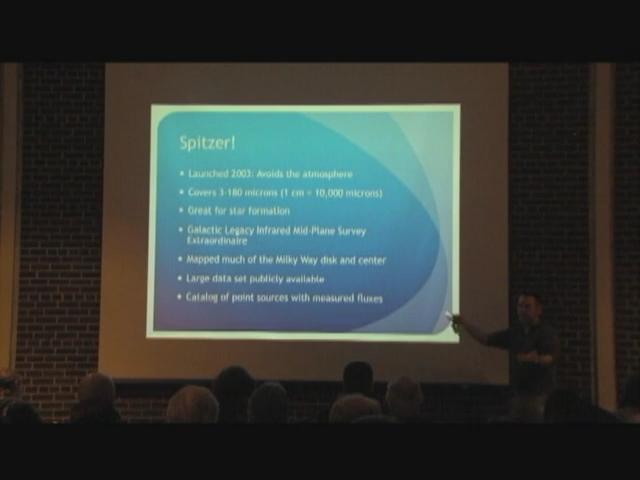 Spitzer!
• Launched 2003: Avoids the atmosphere
• Covers 3-180 microns (1 cm = 10,000 microns)
• Great for star formation
• Galactic Legacy Infrared Mid-Plane Survey
Extraordinaire
• Mapped much of the Milky Way disk and center
• Large data set publicly available
• Catalog of point sources with measured fluxes